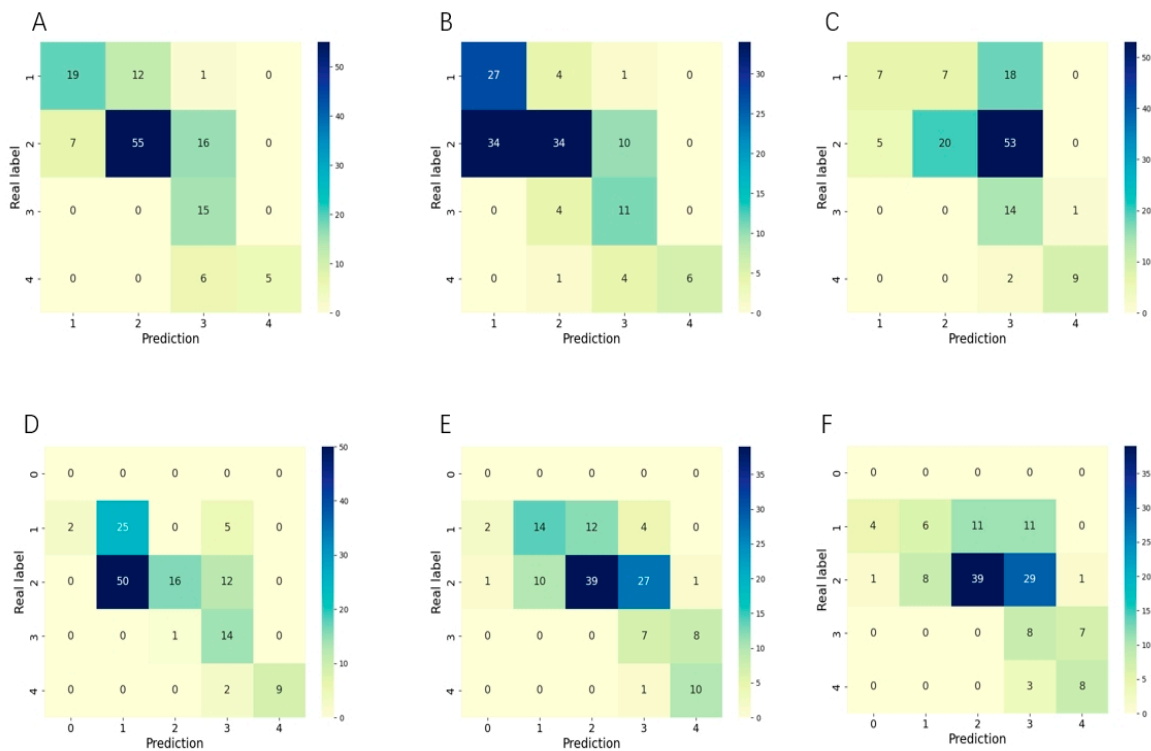 A
B
C
19 12 1 0
7 55 16 0
0 0 15 0
0 0 6 5
1 2 3 4
1 2 3 4
Real label
Prediction
50
40
30
20
10
0
27 4 1 0
34 34 10 0
0 4 11 0
0 1 4 6
1 2 3 4
1 2 3 4
Real label
Prediction
30
25
20
15
10
5
0
7 7 18 0
5 20 53 0
0 0 14 1
0 0 2 9
1 2 3 4
1 2 3 4
Real label
Prediction
50
40
30
20
10
0
D
E
F
0 0 0 0 0
2 25 0 5 0
0 50 16 12 0
0 0 1 14 0
0 0 0 2 9
0 1 2 3 4
0 1 2 3 4
Real label
Prediction
50
40
30
20
10
0
0 0 0 0 0
2 14 12 4 0
1 10 39 27 1
0 0 0 7 8
0 0 0 1 10
0 1 2 3 4
0 1 2 3 4
Real label
Prediction
35
30
25
20
15
10
5
0
0 0 0 0 0
4 6 11 11 0
1 8 39 29 1
0 0 0 8 7
0 0 0 3 8
0 1 2 3 4
0 1 2 3 4
Real label
Prediction
35
30
25
20
15
10
5
0